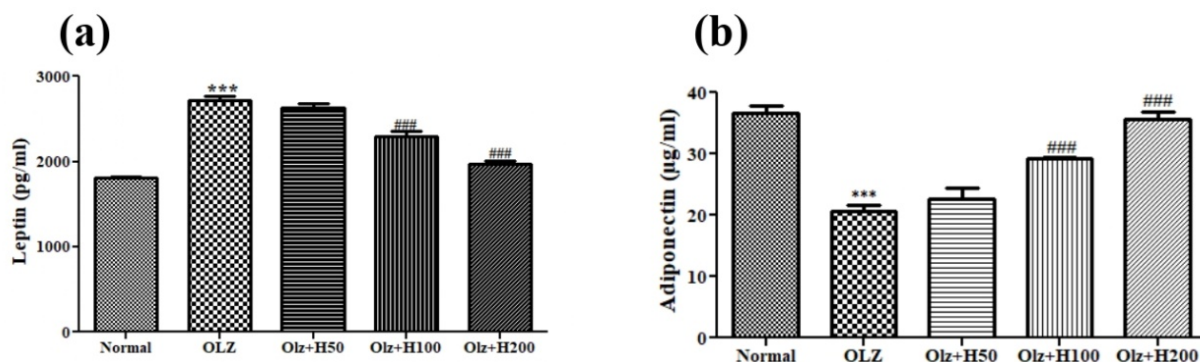 (a)
Leptin (pg/ml)
3000
2000
1000
0
***
###
###
Normal OLZ Olz+H50 Olz+H100 Olz+H200
(b)
Adiponectin (µg/ml)
40
30
20
10
0
***
###
###
Normal OLZ Olz+H50 Olz+H100 Olz+H200